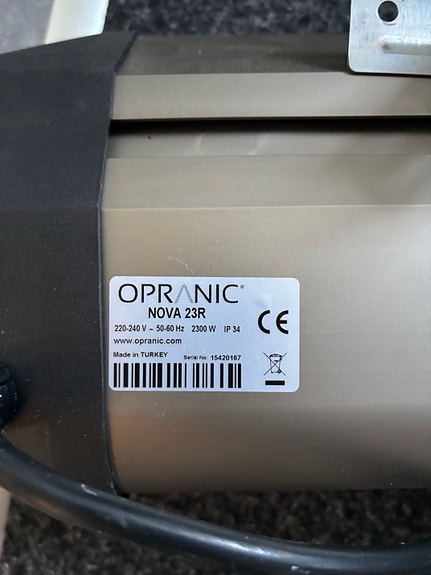 OPRANIC®
NOVA 23R
220-240 V ~ 50-60 Hz 2300 W IP 34
CE
www.opranic.com
Made in TURKEY Serial No: 15420167